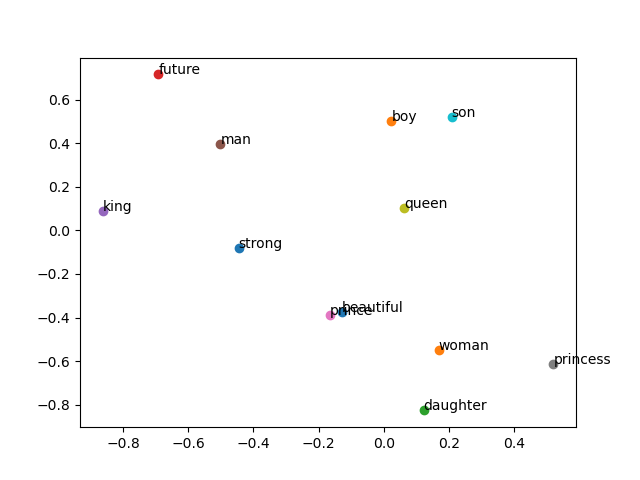 future
0.6
boy
son
0.4
man
0.2
king
queen
0.0
strong
−0.2
beautiful
prince
−0.4
woman
−0.6
princess
daughter
−0.8
−0.8 −0.6 −0.4 −0.2 0.0 0.2 0.4